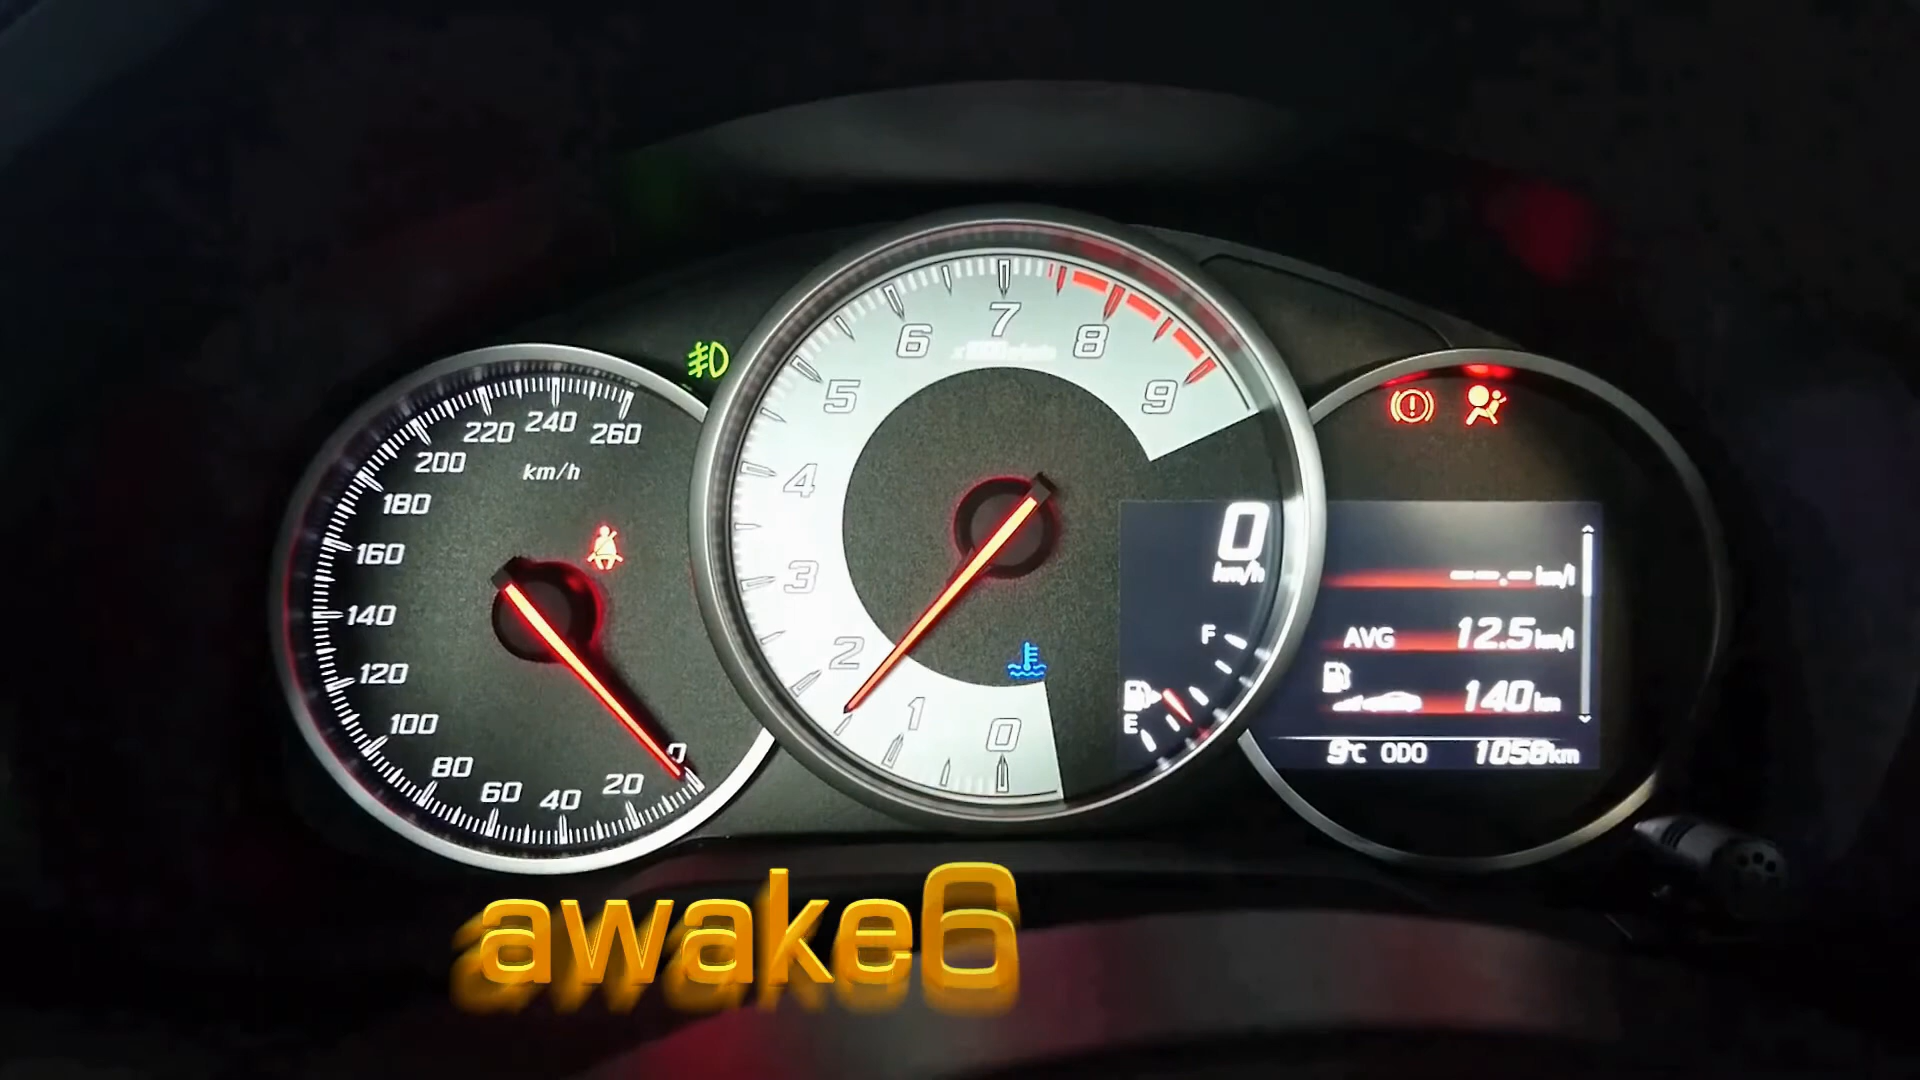 220 240 260
200
km/h
180
160
140
120
100
80
60
40
20
0
6 7 8
5 9
4
3
2
1
0
0
km/h
F
E
--.- km/l
AVG 12.5 km/l
140 km
9°C ODO 1058 km
awake6